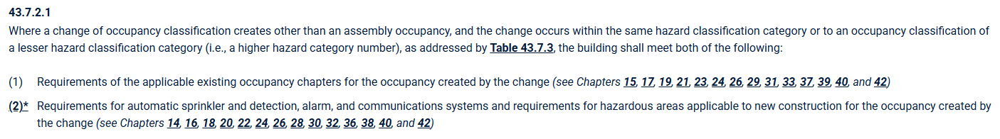 43.7.2.1
Where a change of occupancy classification creates other than an assembly occupancy, and the change occurs within the same hazard classification category or to an occupancy classification of
a lesser hazard classification category (i.e., a higher hazard category number), as addressed by Table 43.7.3, the building shall meet both of the following:
(1) Requirements of the applicable existing occupancy chapters for the occupancy created by the change (see Chapters 15, 17, 19, 21, 23, 24, 26, 29, 31, 33, 37, 39, 40, and 42)
(2)* Requirements for automatic sprinkler and detection, alarm, and communications systems and requirements for hazardous areas applicable to new construction for the occupancy created by
the change (see Chapters 14, 16, 18, 20, 22, 24, 26, 28, 30, 32, 36, 38, 40, and 42)